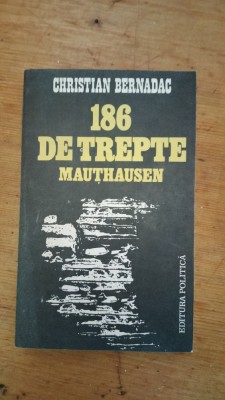 CHRISTIAN BERNADAC
186
DE TREPTE
MAUTHAUSEN
EDITURA POLITICĂ